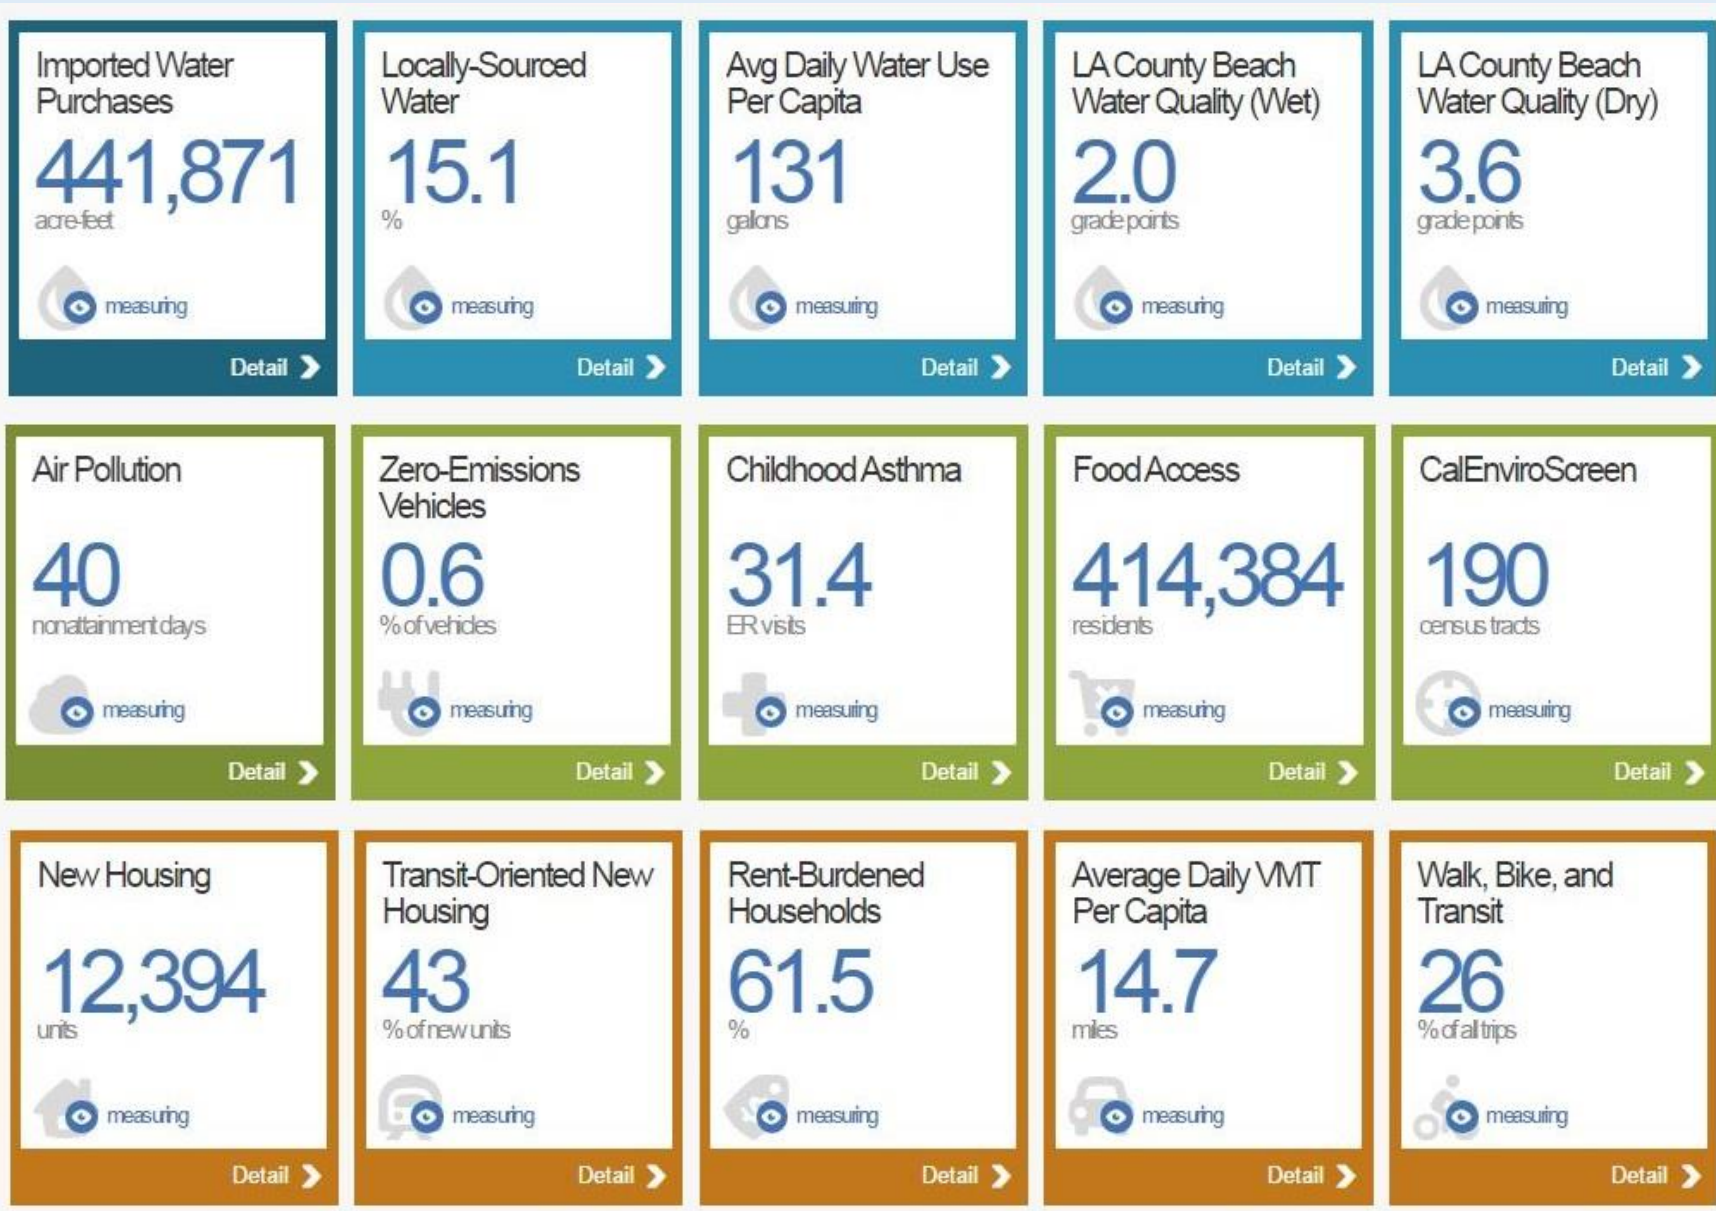 Imported Water
Purchases
441,871
acre-feet
measuring
Detail
Locally-Sourced
Water
15.1
%
measuring
Detail
Avg Daily Water Use
Per Capita
131
gallons
measuring
Detail
LA County Beach
Water Quality (Wet)
2.0
grade points
measuring
Detail
LA County Beach
Water Quality (Dry)
3.6
grade points
measuring
Detail
Air Pollution
40
nonattainment days
measuring
Detail
Zero-Emissions
Vehicles
0.6
% of vehicles
measuring
Detail
Childhood Asthma
31.4
ER visits
measuring
Detail
Food Access
414,384
residents
measuring
Detail
CalEnviroScreen
190
census tracts
measuring
Detail
New Housing
12,394
units
measuring
Detail
Transit-Oriented New
Housing
43
% of new units
measuring
Detail
Rent-Burdened
Households
61.5
%
measuring
Detail
Average Daily VMT
Per Capita
14.7
miles
measuring
Detail
Walk, Bike, and
Transit
26
% of all trips
measuring
Detail